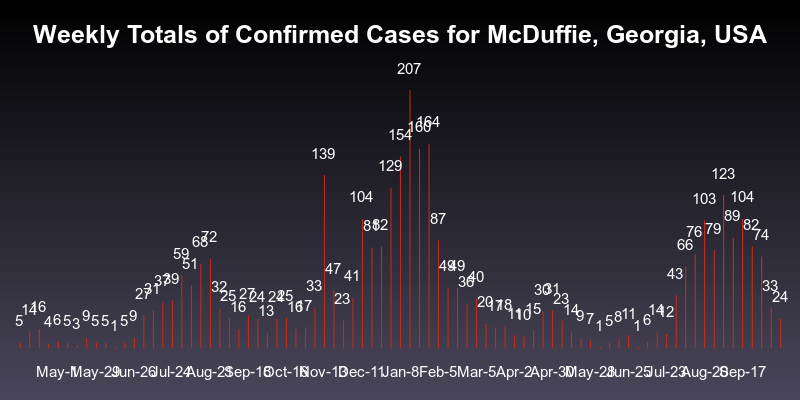 Weekly Totals of Confirmed Cases for McDuffie, Georgia, USA
5 14 16 4 6 5 3 9 5 5 1 5 9 27 31 37 39 59 51 68 72 32 25 16 27 24 13 24 25 16 17 33 139 47 23 41 104 81 82 129 154 207 160 164 87 49 49 36 40 20 17 18 11 10 15 30 31 23 14 9 7 1 5 8 11 1 6 14 12 43 66 76 103 79 123 89 104 82 74 33 24
May-1 May-29 Jun-26 Jul-24 Aug-21 Sep-18 Oct-16 Nov-13 Dec-11 Jan-8 Feb-5 Mar-5 Apr-2 Apr-30 May-28 Jun-25 Jul-23 Aug-20 Sep-17